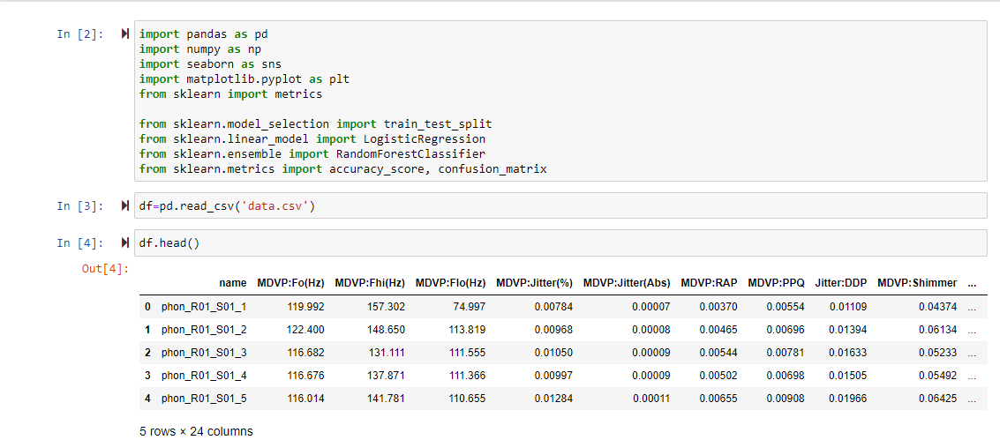 In [2]:
import pandas as pd
import numpy as np
import seaborn as sns
import matplotlib.pyplot as plt
from sklearn import metrics
from sklearn.model_selection import train_test_split
from sklearn.linear_model import LogisticRegression
from sklearn.ensemble import RandomForestClassifier
from sklearn.metrics import accuracy_score, confusion_matrix
In [3]: df=pd.read_csv('data.csv')
In [4]: df.head()
Out[4]:
name MDVP:Fo(Hz) MDVP:Fhi(Hz) MDVP:Flo(Hz) MDVP:Jitter(%) MDVP:Jitter(Abs) MDVP:RAP MDVP:PPQ Jitter:DDP MDVP:Shimmer ...
0 phon_R01_S01_1 119.992 157.302 74.997 0.00784 0.00007 0.00370 0.00554 0.01109 0.04374 ...
1 phon_R01_S01_2 122.400 148.650 113.819 0.00968 0.00008 0.00465 0.00696 0.01394 0.06134 ...
2 phon_R01_S01_3 116.682 131.111 111.555 0.01050 0.00009 0.00544 0.00781 0.01633 0.05233 ...
3 phon_R01_S01_4 116.676 137.871 111.366 0.00997 0.00009 0.00502 0.00698 0.01505 0.05492 ...
4 phon_R01_S01_5 116.014 141.781 110.655 0.01284 0.00011 0.00655 0.00908 0.01966 0.06425 ...
5 rows × 24 columns